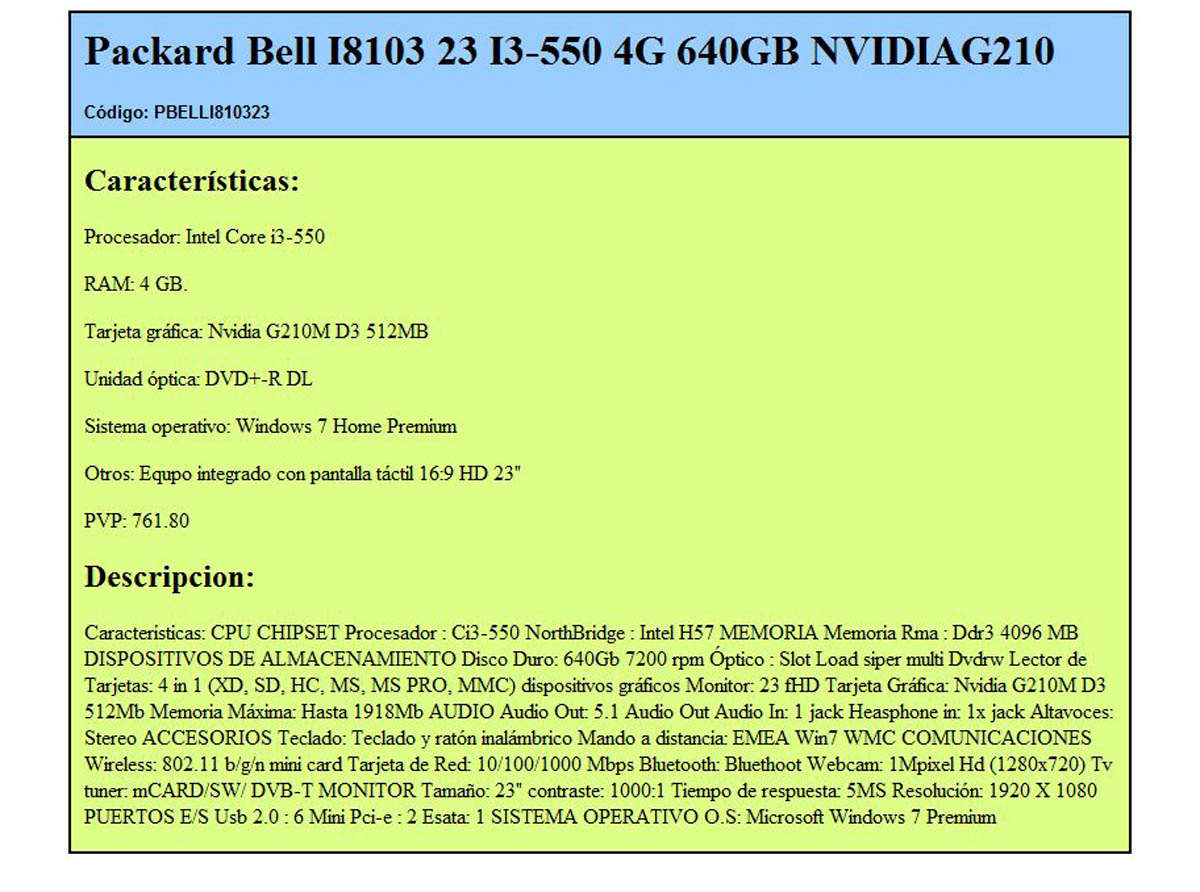 Packard Bell I8103 23 I3-550 4G 640GB NVIDIAG210
Código: PBELLI810323
Características:
Procesador: Intel Core i3-550
RAM: 4 GB.
Tarjeta gráfica: Nvidia G210M D3 512MB
Unidad óptica: DVD+-R DL
Sistema operativo: Windows 7 Home Premium
Otros: Equpo integrado con pantalla táctil 16:9 HD 23"
PVP: 761.80
Descripcion:
Características: CPU CHIPSET Procesador : Ci3-550 NorthBridge : Intel H57 MEMORIA Memoria Rma : Ddr3 4096 MB
DISPOSITIVOS DE ALMACENAMIENTO Disco Duro: 640Gb 7200 rpm Óptico : Slot Load siper multi Dvdrw Lector de
Tarjetas: 4 in 1 (XD, SD, HC, MS, MS PRO, MMC) dispositivos gráficos Monitor: 23 fHD Tarjeta Gráfica: Nvidia G210M D3
512Mb Memoria Máxima: Hasta 1918Mb AUDIO Audio Out: 5.1 Audio Out Audio In: 1 jack Heasphone in: 1x jack Altavoces:
Stereo ACCESORIOS Teclado: Teclado y ratón inalámbrico Mando a distancia: EMEA Win7 WMC COMUNICACIONES
Wireless: 802.11 b/g/n mini card Tarjeta de Red: 10/100/1000 Mbps Bluetooth: Bluethoot Webcam: 1Mpixel Hd (1280x720) Tv
tuner: mCARD/SW/ DVB-T MONITOR Tamaño: 23" contraste: 1000:1 Tiempo de respuesta: 5MS Resolución: 1920 X 1080
PUERTOS E/S Usb 2.0 : 6 Mini Pci-e : 2 Esata: 1 SISTEMA OPERATIVO O.S: Microsoft Windows 7 Premium